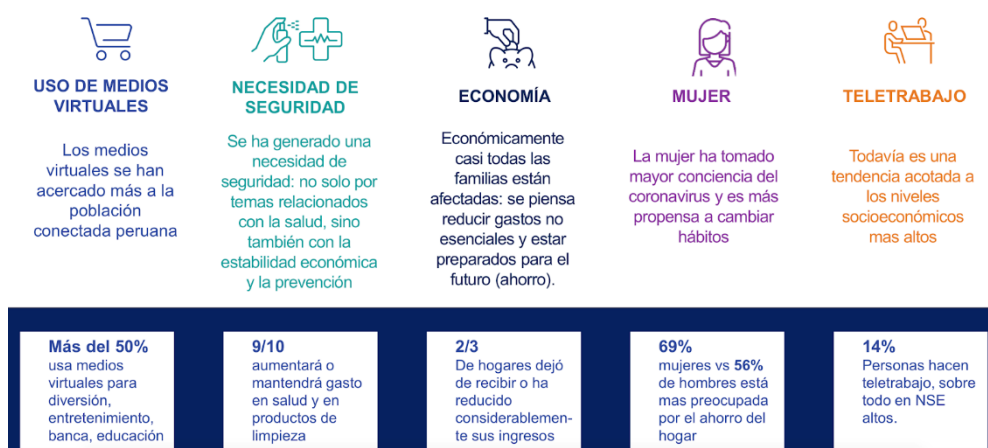 USO DE MEDIOS
VIRTUALES
Los medios
virtuales se han
acercado más a la
población
conectada peruana
NECESIDAD DE
SEGURIDAD
Se ha generado una
necesidad de
seguridad: no solo por
temas relacionados
con la salud, sino
también con la
estabilidad económica
y la prevención
ECONOMÍA
Económicamente
casi todas las
familias están
afectadas: se piensa
reducir gastos no
esenciales y estar
preparados para el
futuro (ahorro).
MUJER
La mujer ha tomado
mayor conciencia del
coronavirus y es más
propensa a cambiar
hábitos
TELETRABAJO
Todavía es una
tendencia acotada a
los niveles
socioeconómicos
mas altos
Más del 50%
usa medios
virtuales para
diversión,
entretenimiento,
banca, educación
9/10
aumentará o
mantendrá gasto
en salud y en
productos de
limpieza
2/3
De hogares dejó
de recibir o ha
reducido
considerablemen-
te sus ingresos
69%
mujeres vs 56%
de hombres está
mas preocupada
por el ahorro del
hogar
14%
Personas hacen
teletrabajo, sobre
todo en NSE
altos.